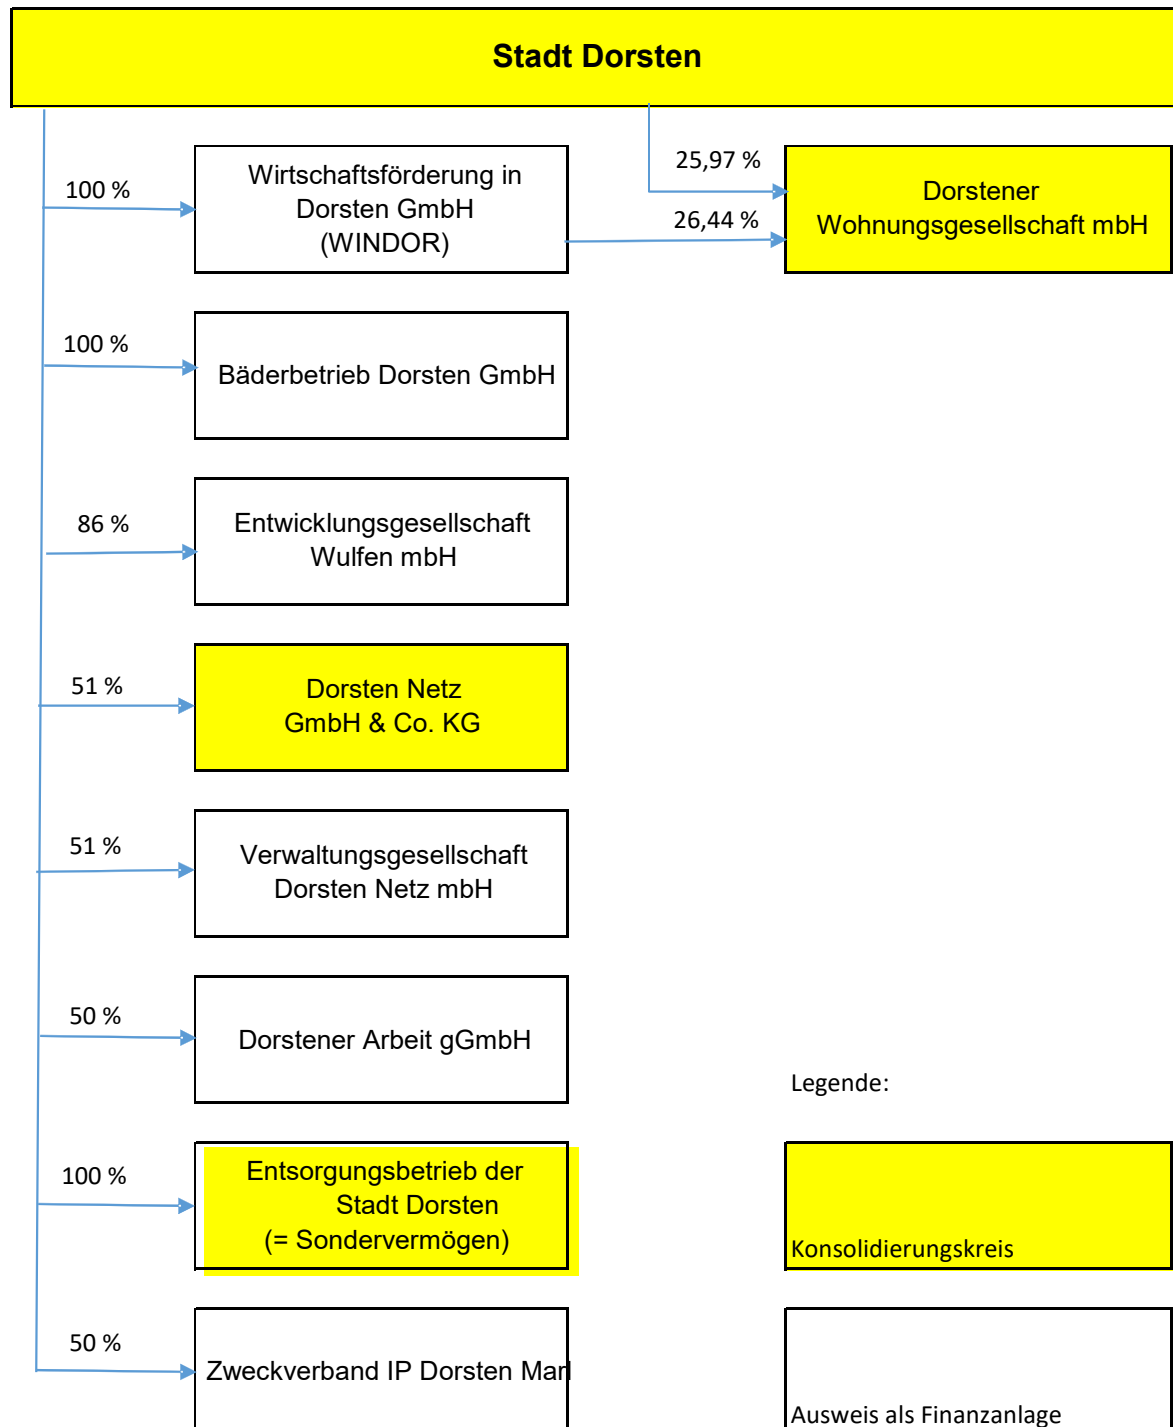 Stadt Dorsten
100 %
Wirtschaftsförderung in
Dorsten GmbH
(WINDOR)
25,97 %
26,44 %
Dorstener
Wohnungsgesellschaft mbH
100 %
Bäderbetrieb Dorsten GmbH
86 %
Entwicklungsgesellschaft
Wulfen mbH
51 %
Dorsten Netz
GmbH & Co. KG
51 %
Verwaltungsgesellschaft
Dorsten Netz mbH
50 %
Dorstener Arbeit gGmbH
100 %
Entsorgungsbetrieb der
Stadt Dorsten
(= Sondervermögen)
50 %
Zweckverband IP Dorsten Marl
Legende:
Konsolidierungskreis
Ausweis als Finanzanlage